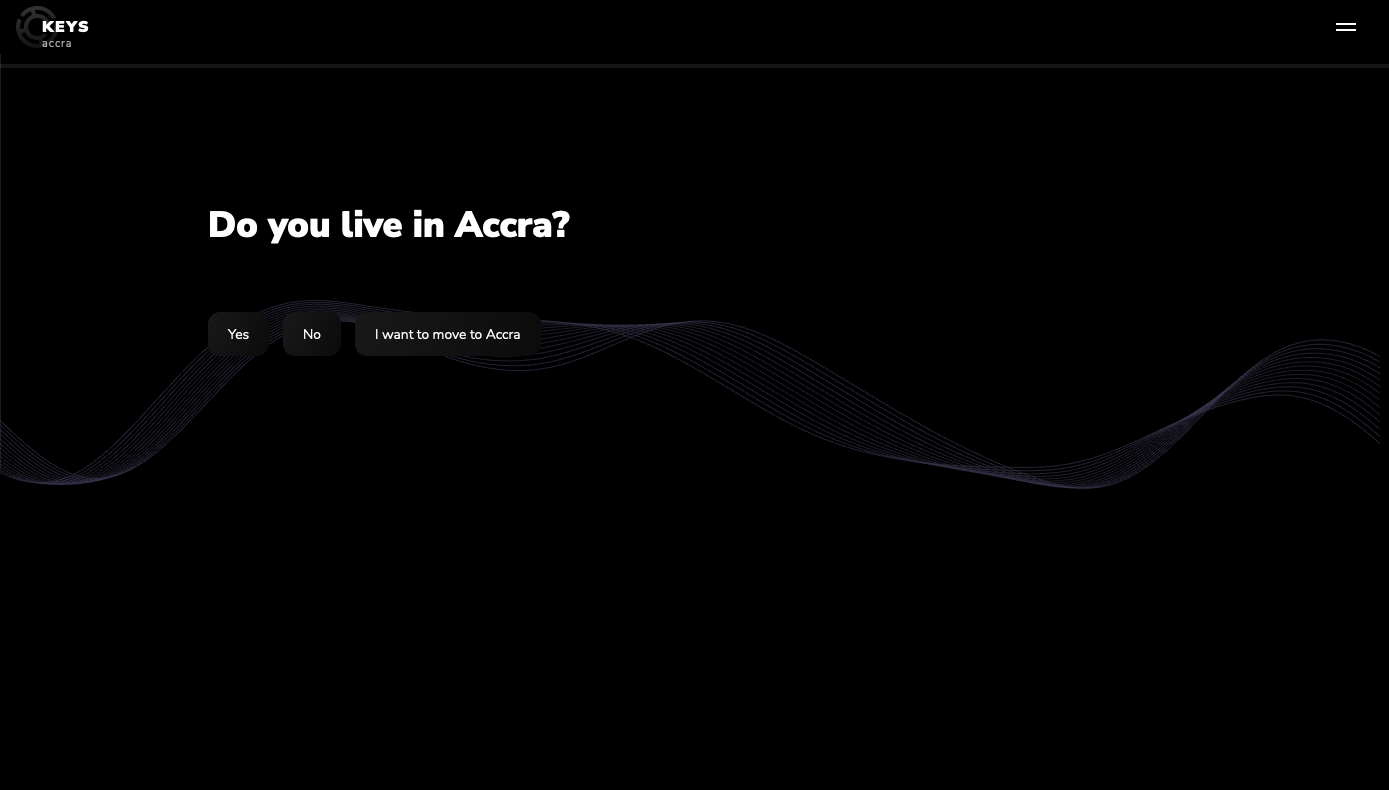 KEYS
accra
Do you live in Accra?
Yes
No
I want to move to Accra